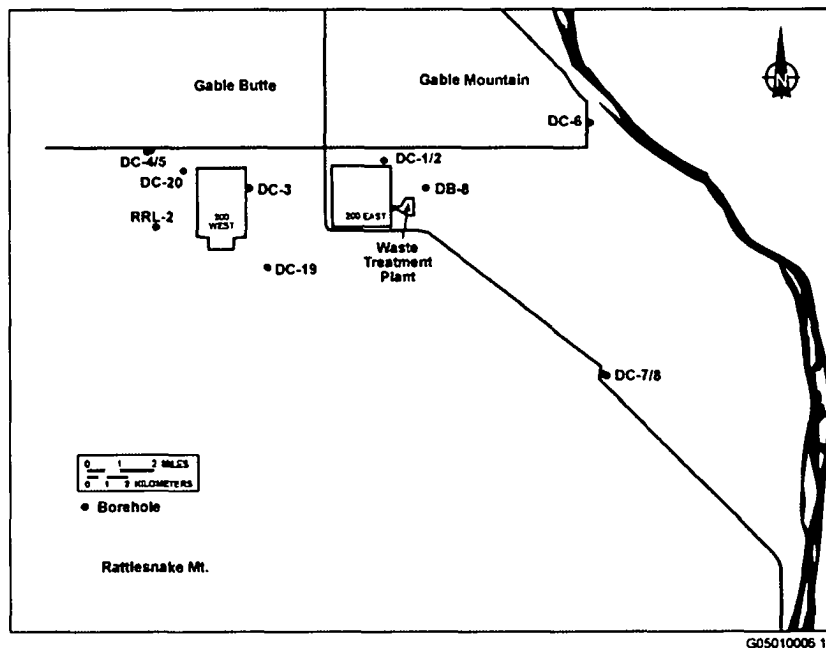 Gable Butte
Gable Mountain
N
DC-6
DC-4/5
DC-1/2
DC-20
DC-3
DB-8
RRL-2
200
WEST
200 EAST
Waste
Treatment
Plant
DC-19
DC-7/8
0 1 2 MILES
0 1 2 KILOMETERS
Borehole
Rattlesnake Mt.
G05010006 1